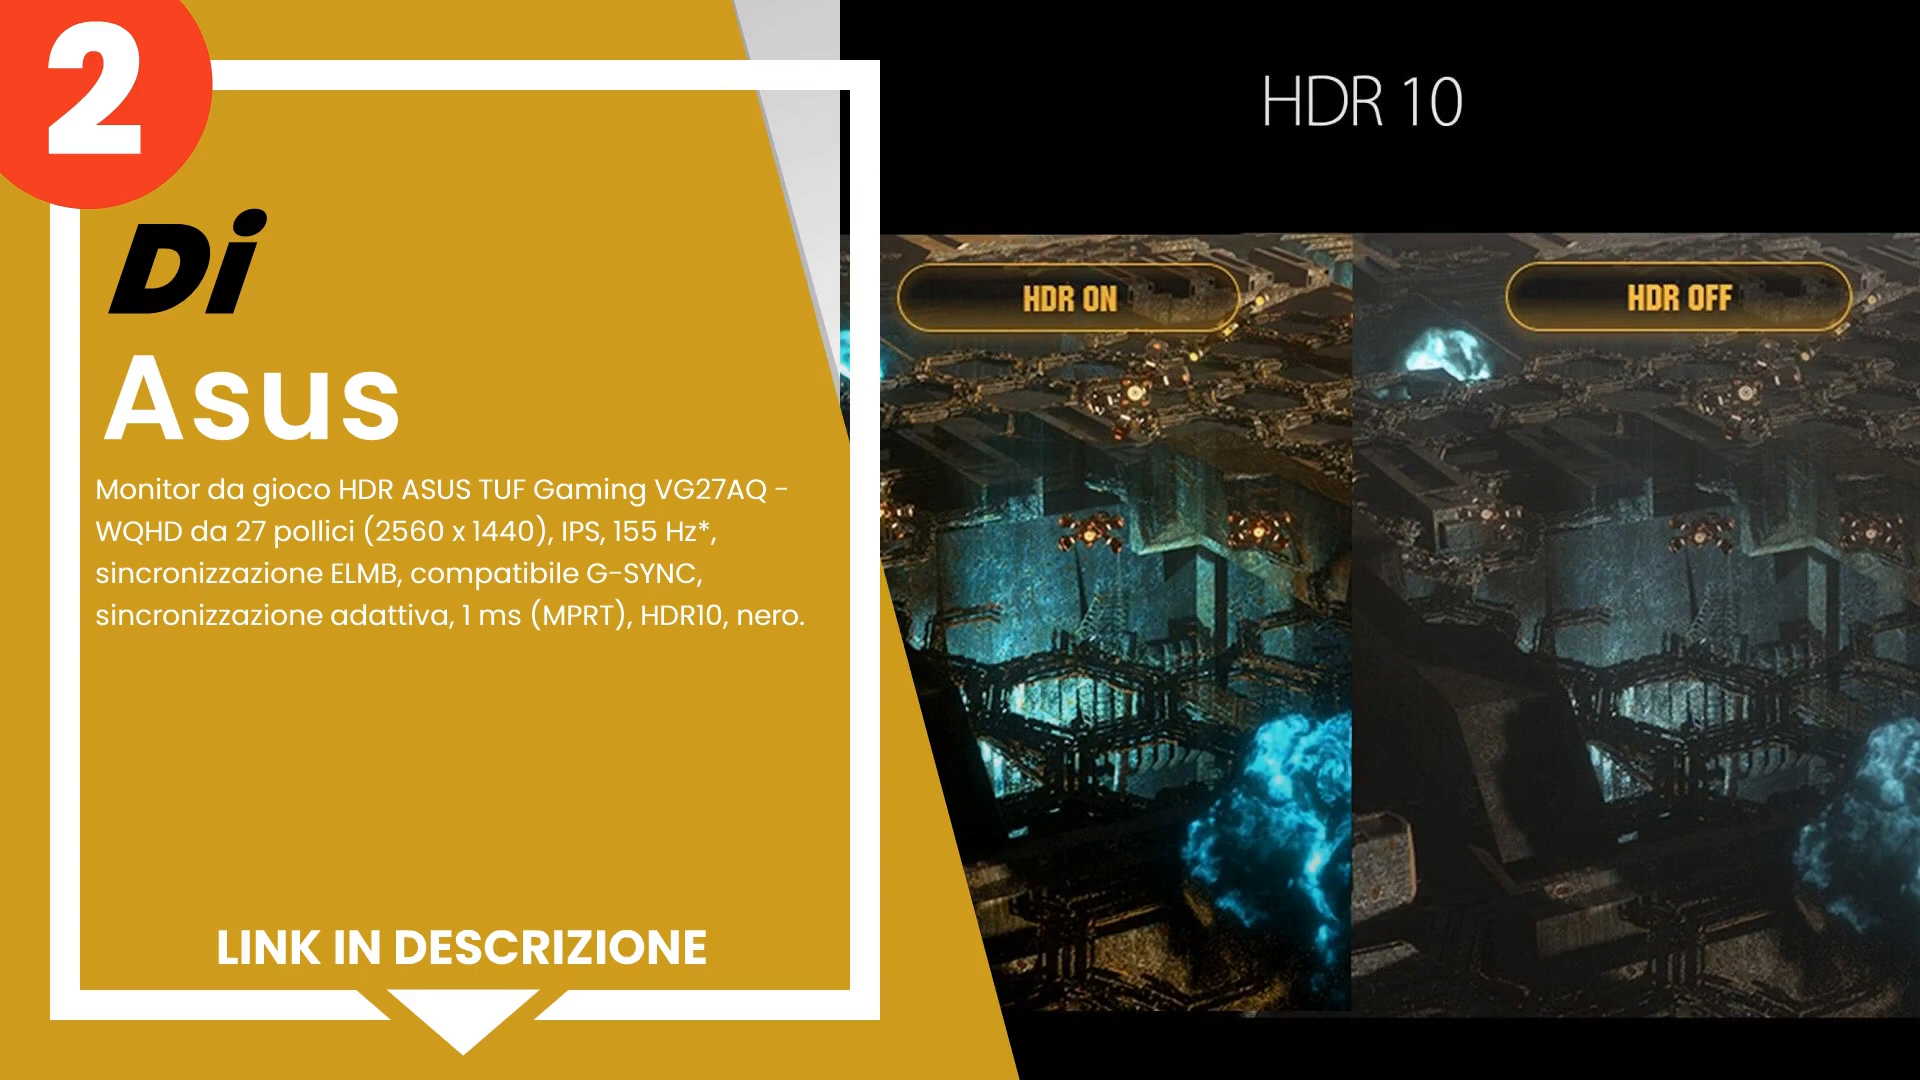 2
Di
Asus
Monitor da gioco HDR ASUS TUF Gaming VG27AQ -
WQHD da 27 pollici (2560 x 1440), IPS, 155 Hz*,
sincronizzazione ELMB, compatibile G-SYNC,
sincronizzazione adattiva, 1 ms (MPRT), HDR10, nero.
LINK IN DESCRIZIONE
HDR 10
HDR ON
HDR OFF